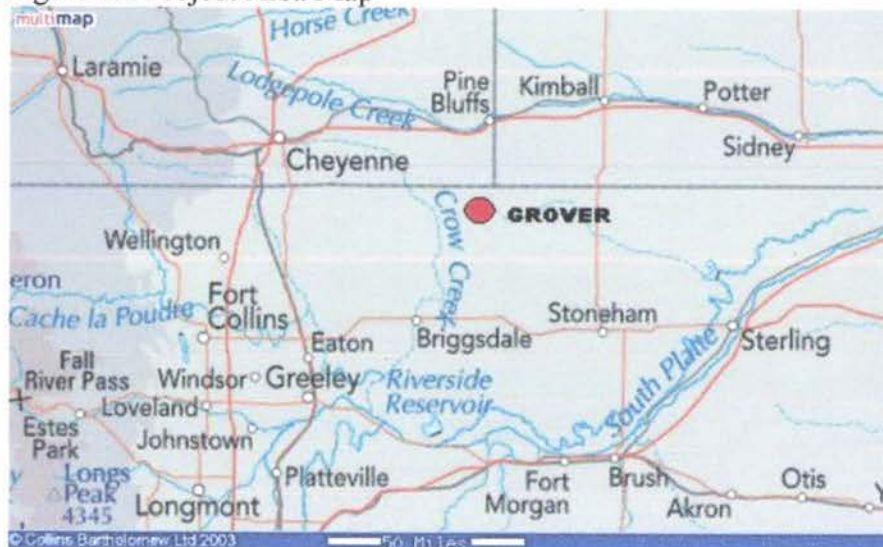 multimap
Horse Creek
Laramie
Lodgepole Creek
Pine
Bluffs
Kimball
Potter
Sidney
Cheyenne
Crow Creek
GROVER
Wellington
eron
Fort
Collins
Cache la Poudre
Eaton
Briggsdale
Stoneham
Sterling
Fall
River Pass
Windsor
Greeley
Riverside
Reservoir
South Platte
Loveland
Estes
Park
Johnstown
Longs
Peak
4345
Platteville
Longmont
Fort
Morgan
Brush
Akron
Otis
Y
© Collins Bartholomew Ltd 2003
50 Miles